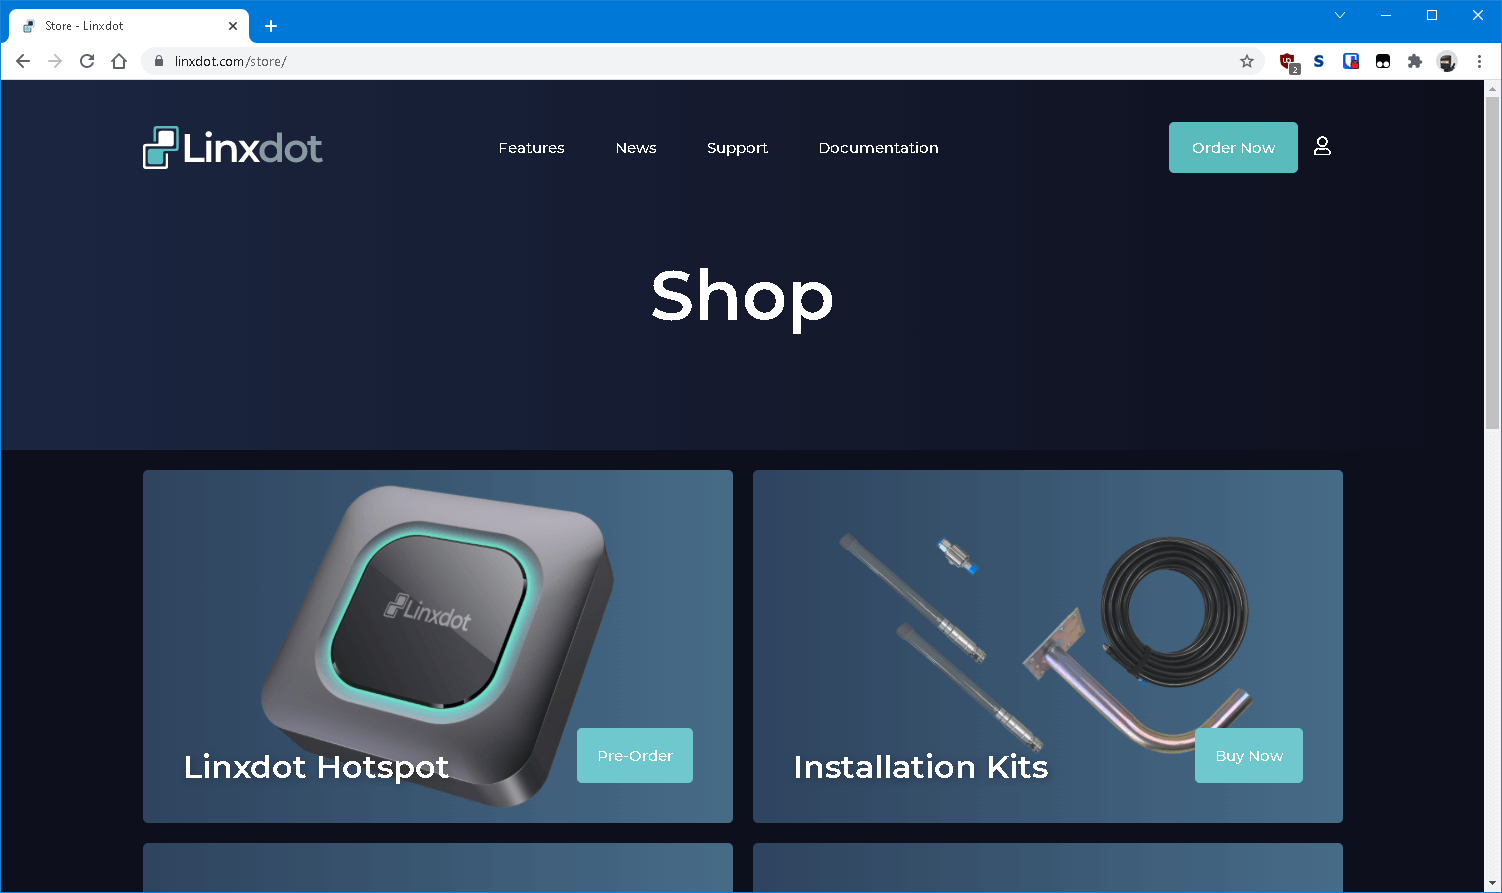 Store - Linxdot
linxdot.com/store/
2
S
Linxdot
Features
News
Support
Documentation
Order Now
Shop
Linxdot
Linxdot Hotspot
Pre-Order
Installation Kits
Buy Now